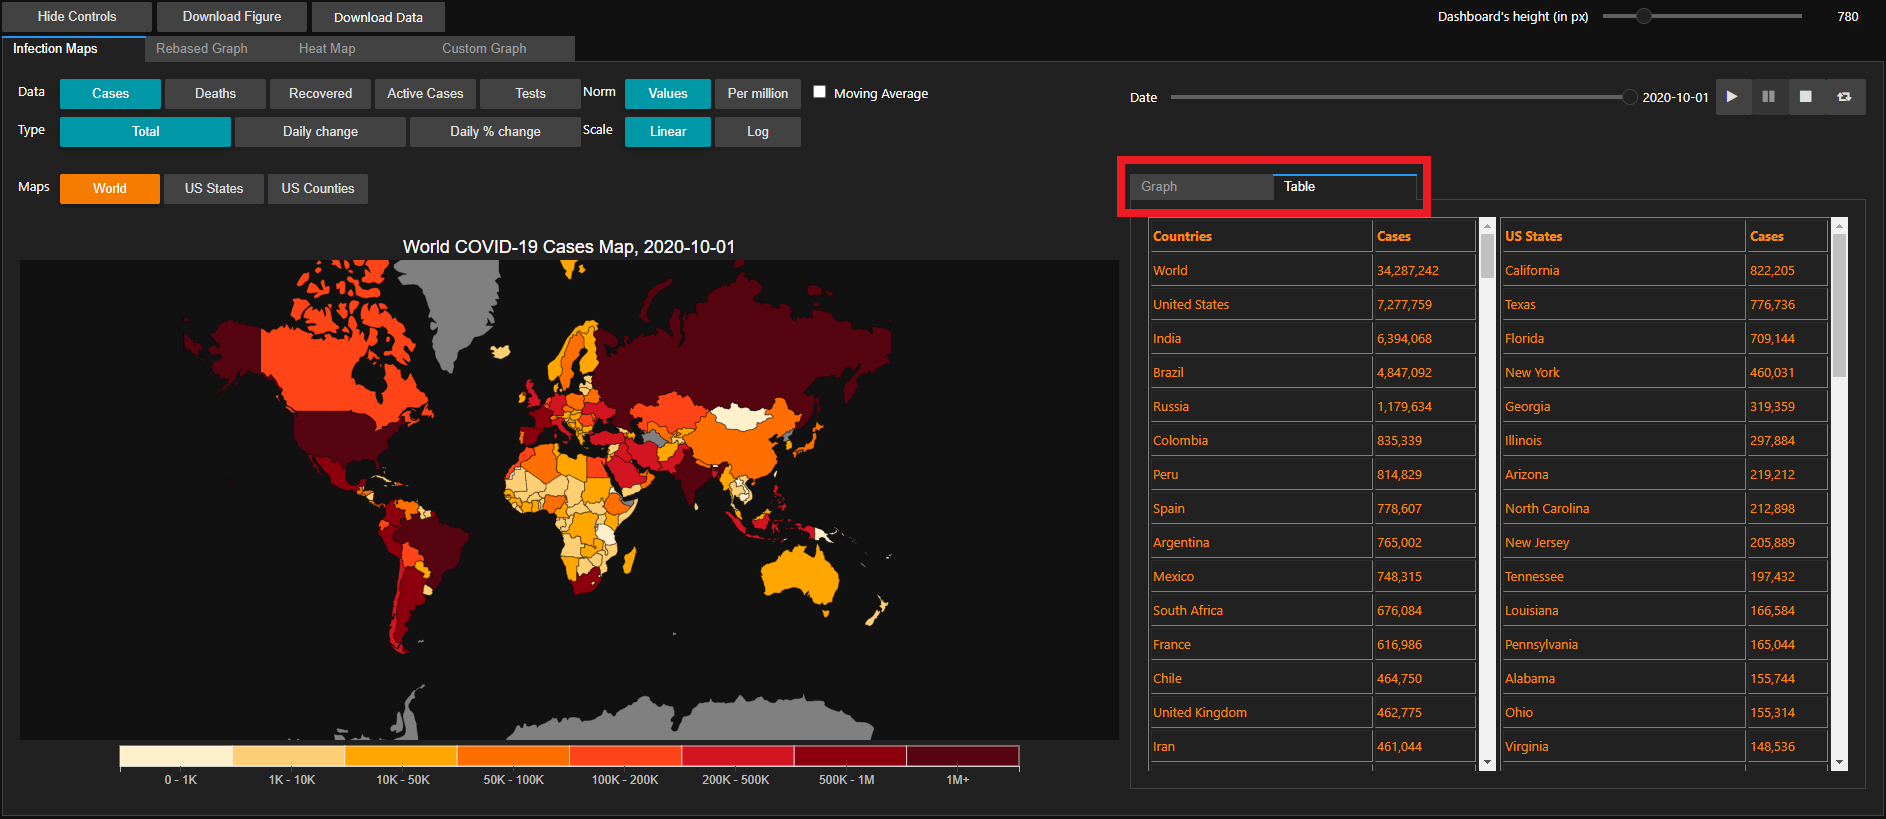 Hide Controls Download Figure Download Data Dashboard's height (in px) 780
Infection Maps Rebased Graph Heat Map Custom Graph
Data Cases Deaths Recovered Active Cases Tests Norm Values Per million Moving Average
Date 2020-10-01
Type Total Daily change Daily % change Scale Linear Log
Maps World US States US Counties
Graph Table
World COVID-19 Cases Map, 2020-10-01
0 - 1K 1K - 10K 10K - 50K 50K - 100K 100K - 200K 200K - 500K 500K - 1M 1M+
Countries Cases US States Cases
World 34,287,242 California 822,205
United States 7,277,759 Texas 776,736
India 6,394,068 Florida 709,144
Brazil 4,847,092 New York 460,031
Russia 1,179,634 Georgia 319,359
Colombia 835,339 Illinois 297,884
Peru 814,829 Arizona 219,212
Spain 778,607 North Carolina 212,898
Argentina 765,002 New Jersey 205,889
Mexico 748,315 Tennessee 197,432
South Africa 676,084 Louisiana 166,584
France 616,986 Pennsylvania 165,044
Chile 464,750 Alabama 155,744
United Kingdom 462,775 Ohio 155,314
Iran 461,044 Virginia 148,536